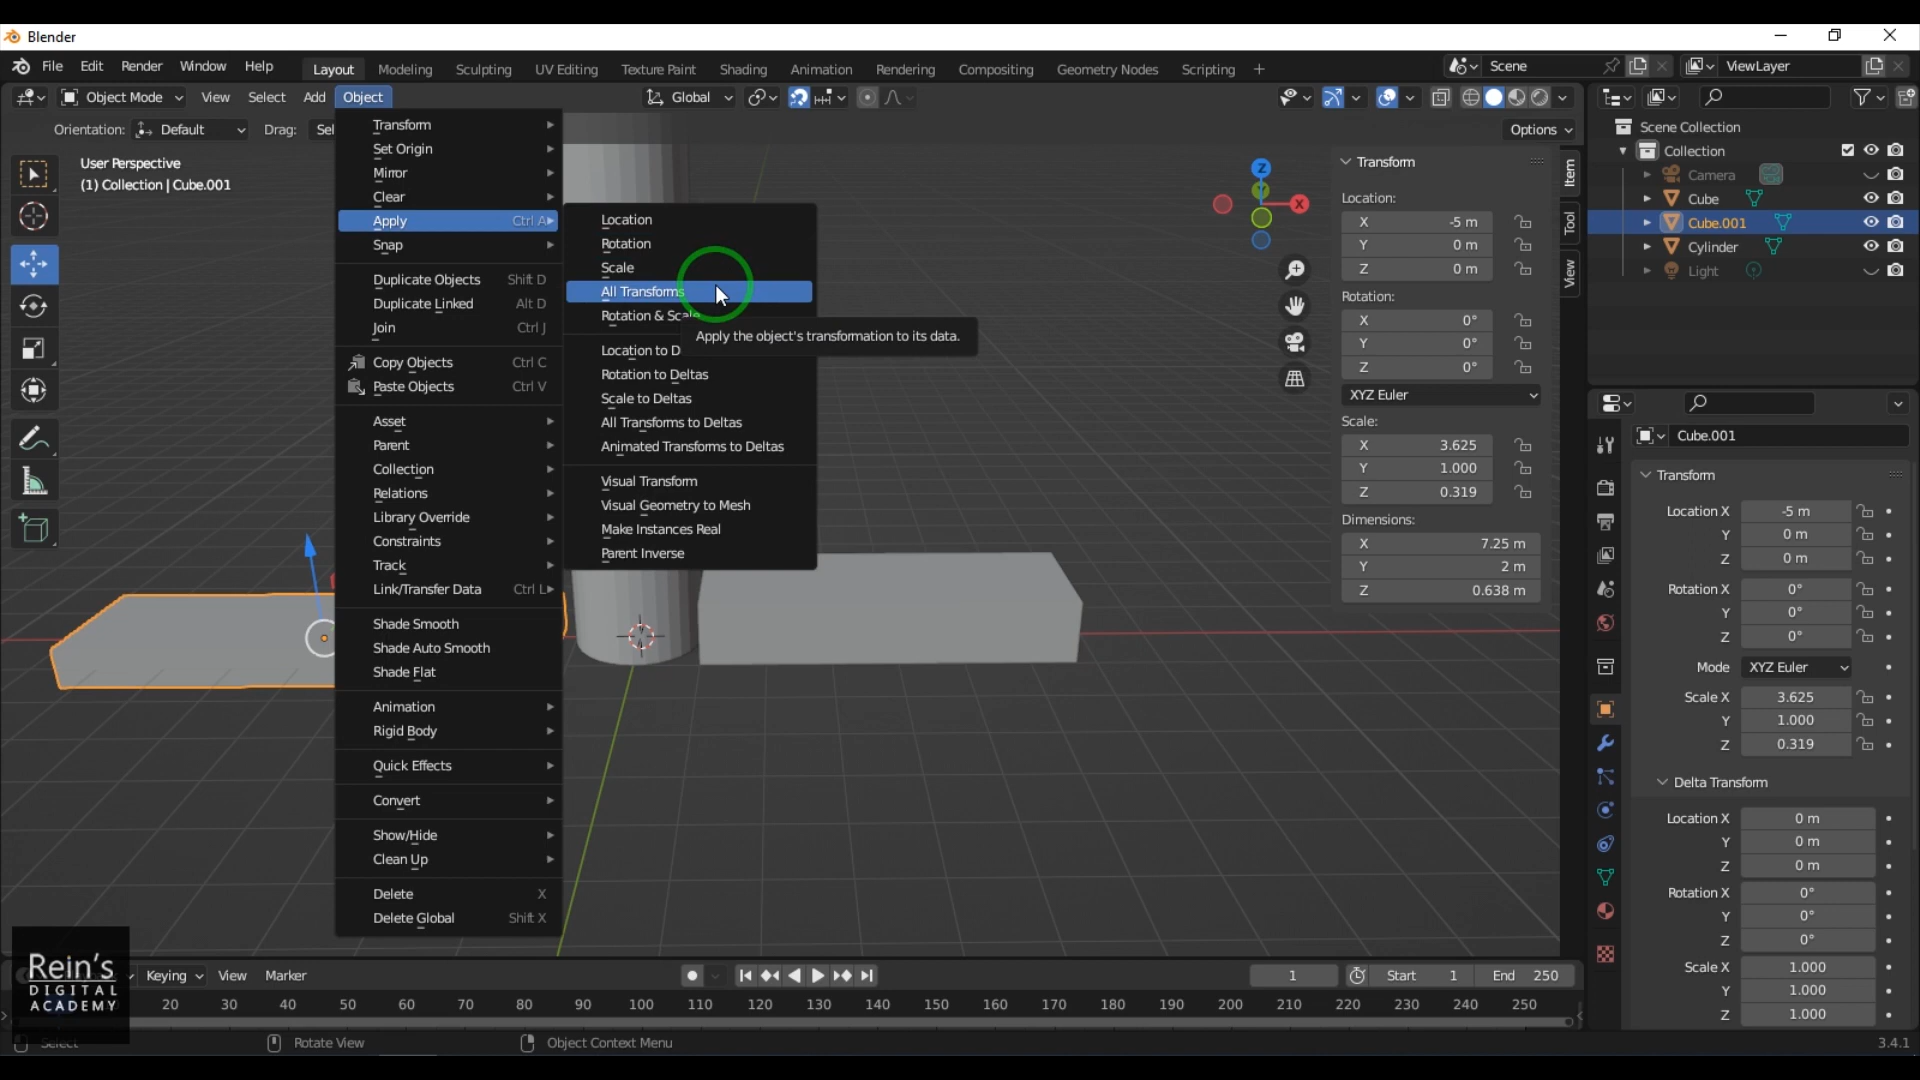 Blender
File Edit Render Window Help Layout Modeling Sculpting UV Editing Texture Paint Shading Animation Rendering Compositing Geometry Nodes Scripting + Scene ViewLayer
Object Mode View Select Add Object Global
Orientation: Default Drag: Sel Options
User Perspective
(1) Collection | Cube.001
Transform
Set Origin
Mirror
Clear
Apply Ctrl A
Snap
Duplicate Objects Shift D
Duplicate Linked Alt D
Join Ctrl J
Copy Objects Ctrl C
Paste Objects Ctrl V
Asset
Parent
Collection
Relations
Library Override
Constraints
Track
Link/Transfer Data Ctrl L
Shade Smooth
Shade Auto Smooth
Shade Flat
Animation
Rigid Body
Quick Effects
Convert
Show/Hide
Clean Up
Delete X
Delete Global Shift X
Location
Rotation
Scale
All Transforms
Rotation & Scale
Apply the object's transformation to its data.
Location to D
Rotation to Deltas
Scale to Deltas
All Transforms to Deltas
Animated Transforms to Deltas
Visual Transform
Visual Geometry to Mesh
Make Instances Real
Parent Inverse
Z
X
Transform
Location:
X -5 m
Y 0 m
Z 0 m
Rotation:
X 0°
Y 0°
Z 0°
XYZ Euler
Scale:
X 3.625
Y 1.000
Z 0.319
Dimensions:
X 7.25 m
Y 2 m
Z 0.638 m
Item
Tool
View
Scene Collection
Collection
Camera
Cube
Cube.001
Cylinder
Light
Cube.001
Transform
Location X -5 m
Y 0 m
Z 0 m
Rotation X 0°
Y 0°
Z 0°
Mode XYZ Euler
Scale X 3.625
Y 1.000
Z 0.319
Delta Transform
Location X 0 m
Y 0 m
Z 0 m
Rotation X 0°
Y 0°
Z 0°
Scale X 1.000
Y 1.000
Z 1.000
Rein's
DIGITAL
ACADEMY
Keying View Marker 1 Start 1 End 250
20 30 40 50 60 70 80 90 100 110 120 130 140 150 160 170 180 190 200 210 220 230 240 250
Select Rotate View Object Context Menu 3.4.1